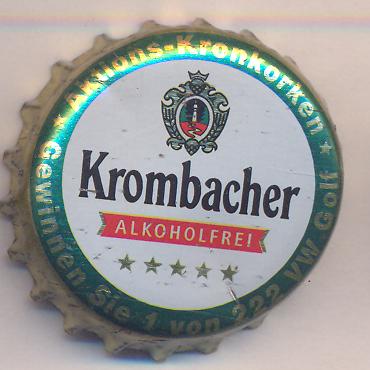 ★ Aktions-Kronkorken ★
Krombacher
ALKOHOLFREI
★★★★★
Gewinnen Sie 1 von 222 VW Golf